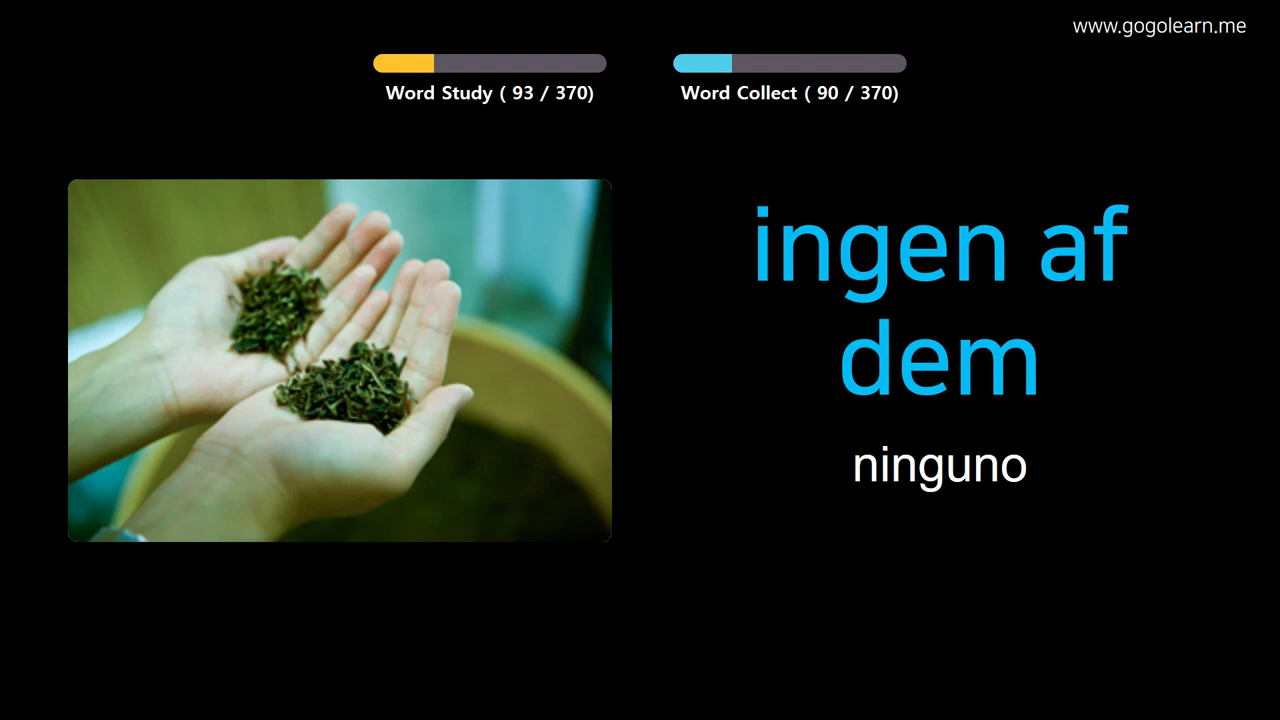 www.gogolearn.me
Word Study ( 93 / 370)
Word Collect ( 90 / 370)
ingen af
dem
ninguno